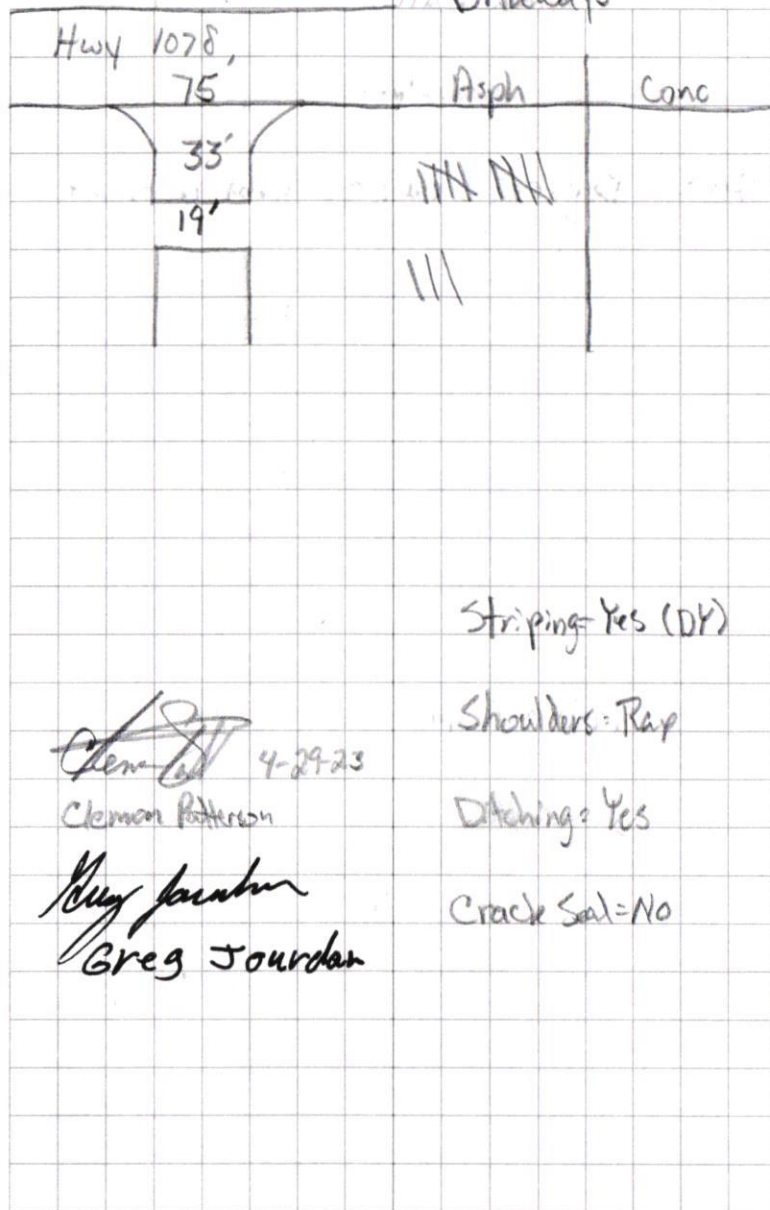 Driveways
Hwy 1078,
75'
Asph
Conc
33'
19'
Striping=Yes (DY)
Shoulders= Rap
4-29-23
Clemon Patterson
Ditching= Yes
Crack Seal=No
Greg Jourdan